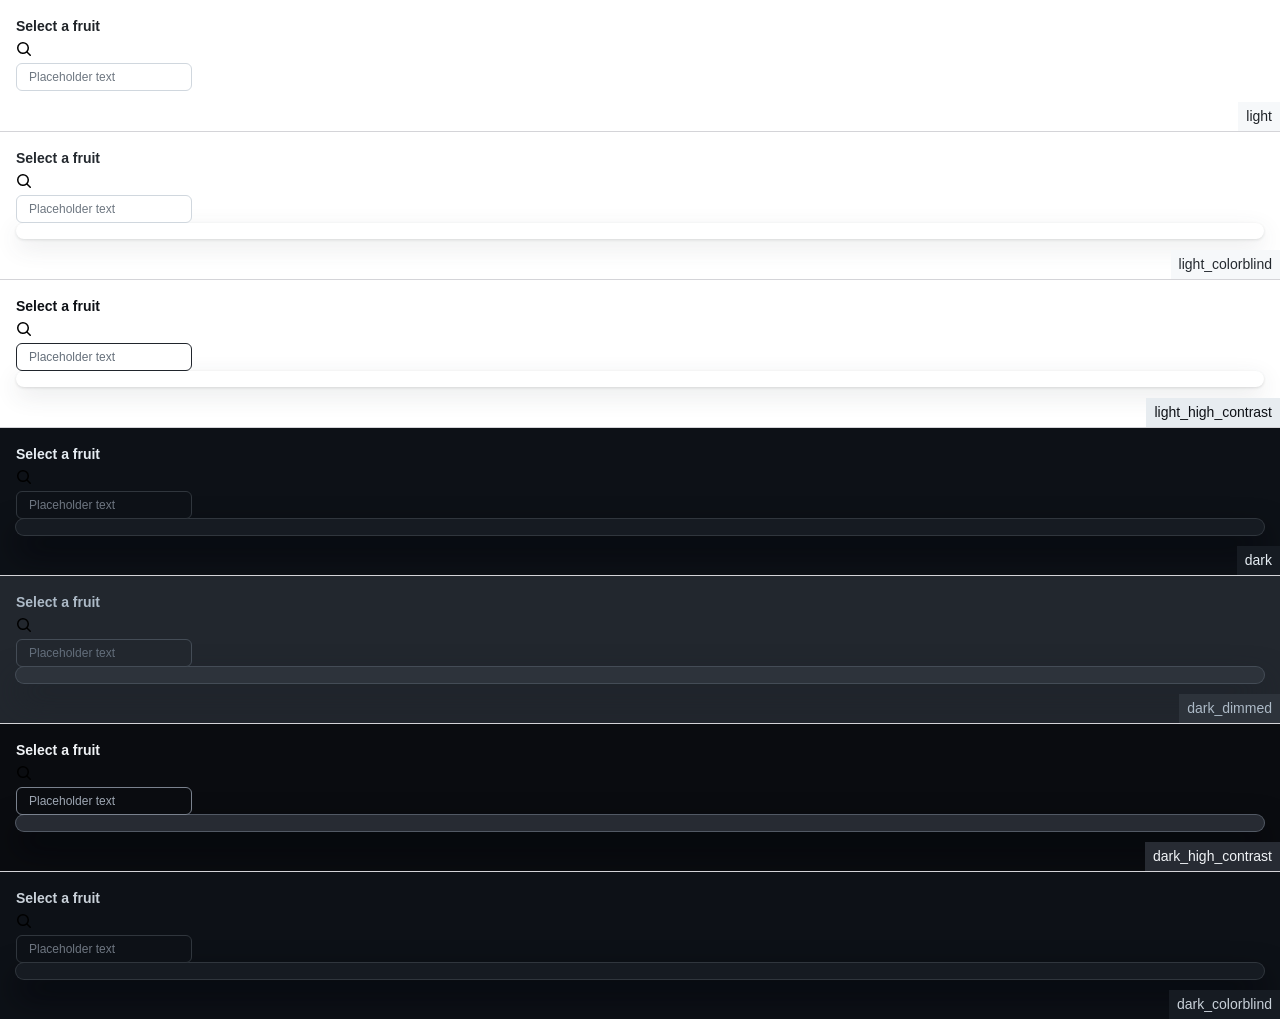 Select a fruit
Placeholder text
light
Select a fruit
Placeholder text
light_colorblind
Select a fruit
Placeholder text
light_high_contrast
Select a fruit
Placeholder text
dark
Select a fruit
Placeholder text
dark_dimmed
Select a fruit
Placeholder text
dark_high_contrast
Select a fruit
Placeholder text
dark_colorblind